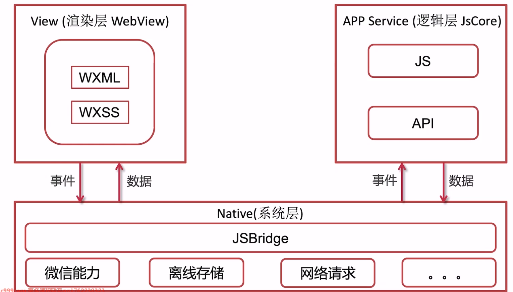 View (渲染层 WebView)
WXML
WXSS
APP Service (逻辑层 JsCore)
JS
API
事件
数据
事件
数据
Native(系统层)
JSBridge
微信能力
离线存储
网络请求
。。。